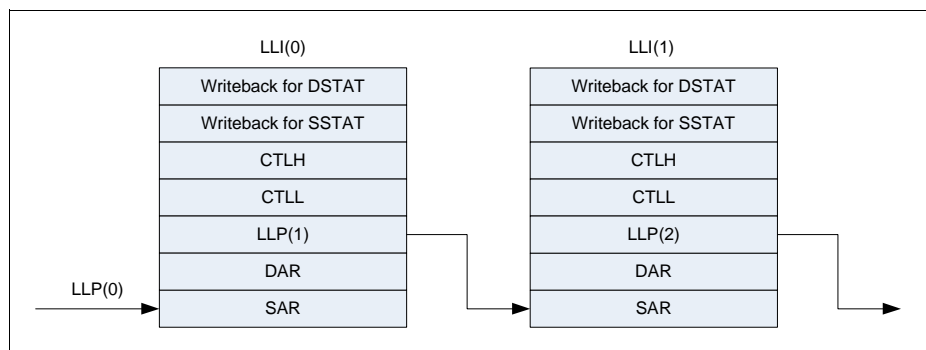 LLI(0)
LLI(1)
Writeback for DSTAT
Writeback for DSTAT
Writeback for SSTAT
Writeback for SSTAT
CTLH
CTLH
CTLL
CTLL
LLP(1)
LLP(2)
DAR
DAR
LLP(0)
SAR
SAR